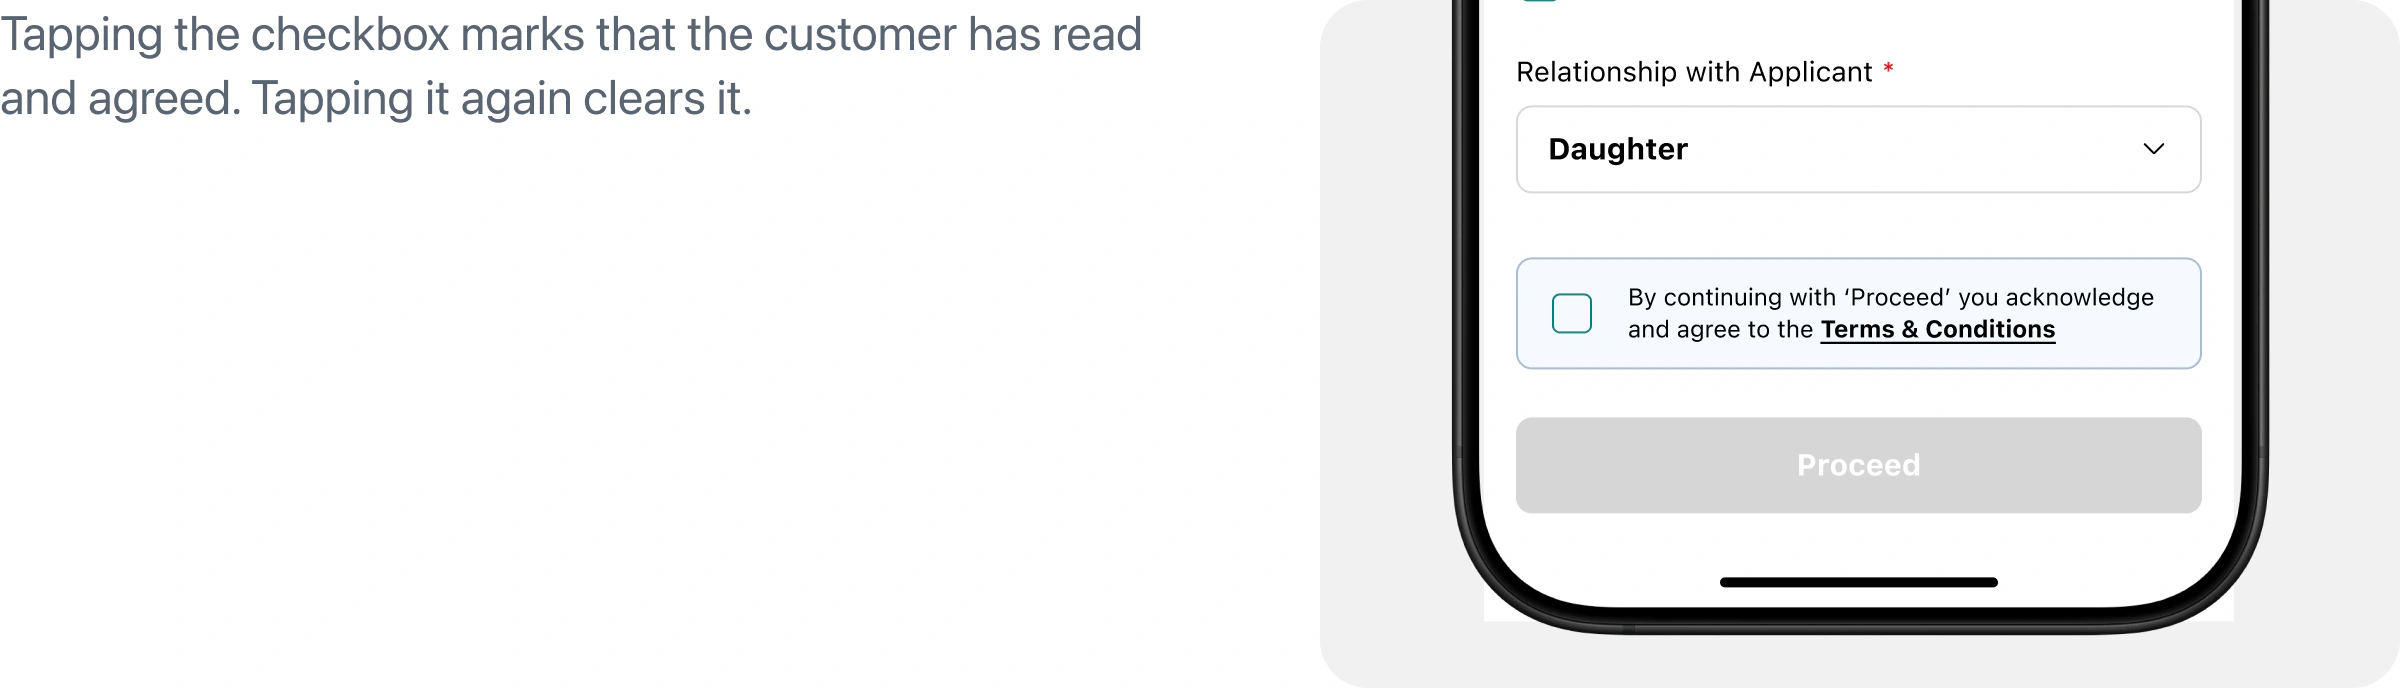 Tapping the checkbox marks that the customer has read
and agreed. Tapping it again clears it.
Relationship with Applicant *
Daughter
By continuing with ‘Proceed’ you acknowledge
and agree to the Terms & Conditions
Proceed